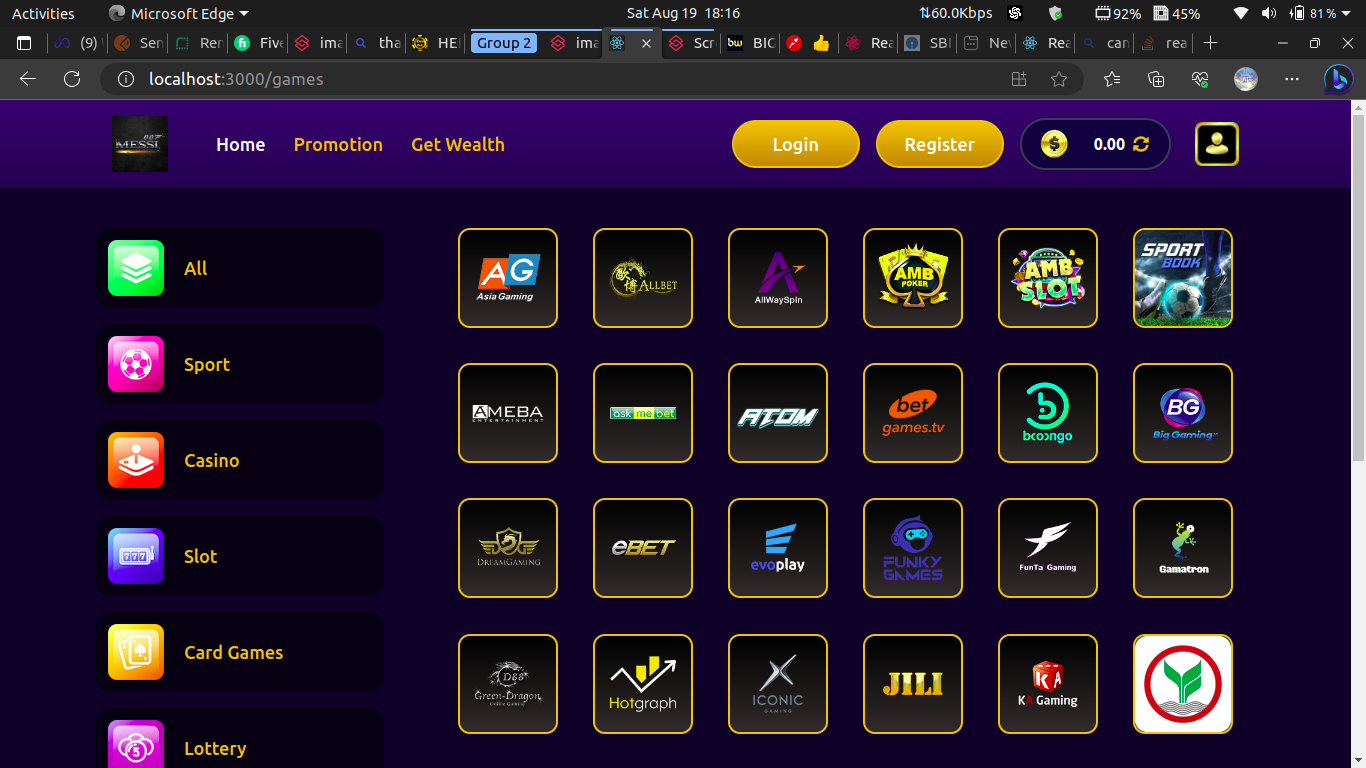 Activities Microsoft Edge Sat Aug 19 18:16 60.0Kbps 92% 45% 81%
(9) Ser Rer Five ima tha HEI Group 2 ima Scr BIG Rea SBI Nev Rea can rea
localhost:3000/games
MESSI Home Promotion Get Wealth Login Register $ 0.00
All
Sport
Casino
Slot
Card Games
Lottery
AG Asia Gaming
ALLBET
AllWaySpin
AMB POKER
AMB SLOT
SPORT BOOK
AMEBA ENTERTAINMENT
ask me bet
ATOM
bet games.tv
booongo
BG Big Gaming
DREAMGAMING
eBET
evoplay
FUNKY GAMES
FunTa Gaming
Gamatron
D88 Green-Dragon Online Gaming
Hotgraph
ICONIC GAMING
JILI
KA KA Gaming